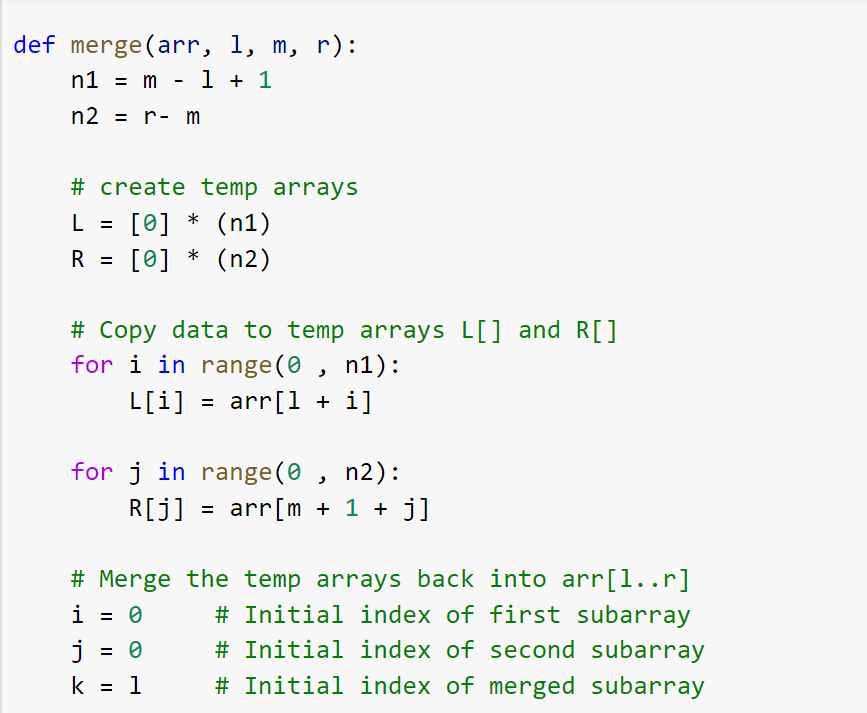 def merge(arr, l, m, r):
    n1 = m - l + 1
    n2 = r- m
    # create temp arrays
    L = [0] * (n1)
    R = [0] * (n2)
    # Copy data to temp arrays L[] and R[]
    for i in range(0 , n1):
        L[i] = arr[l + i]
    for j in range(0 , n2):
        R[j] = arr[m + 1 + j]
    # Merge the temp arrays back into arr[l..r]
    i = 0     # Initial index of first subarray
    j = 0     # Initial index of second subarray
    k = l     # Initial index of merged subarray